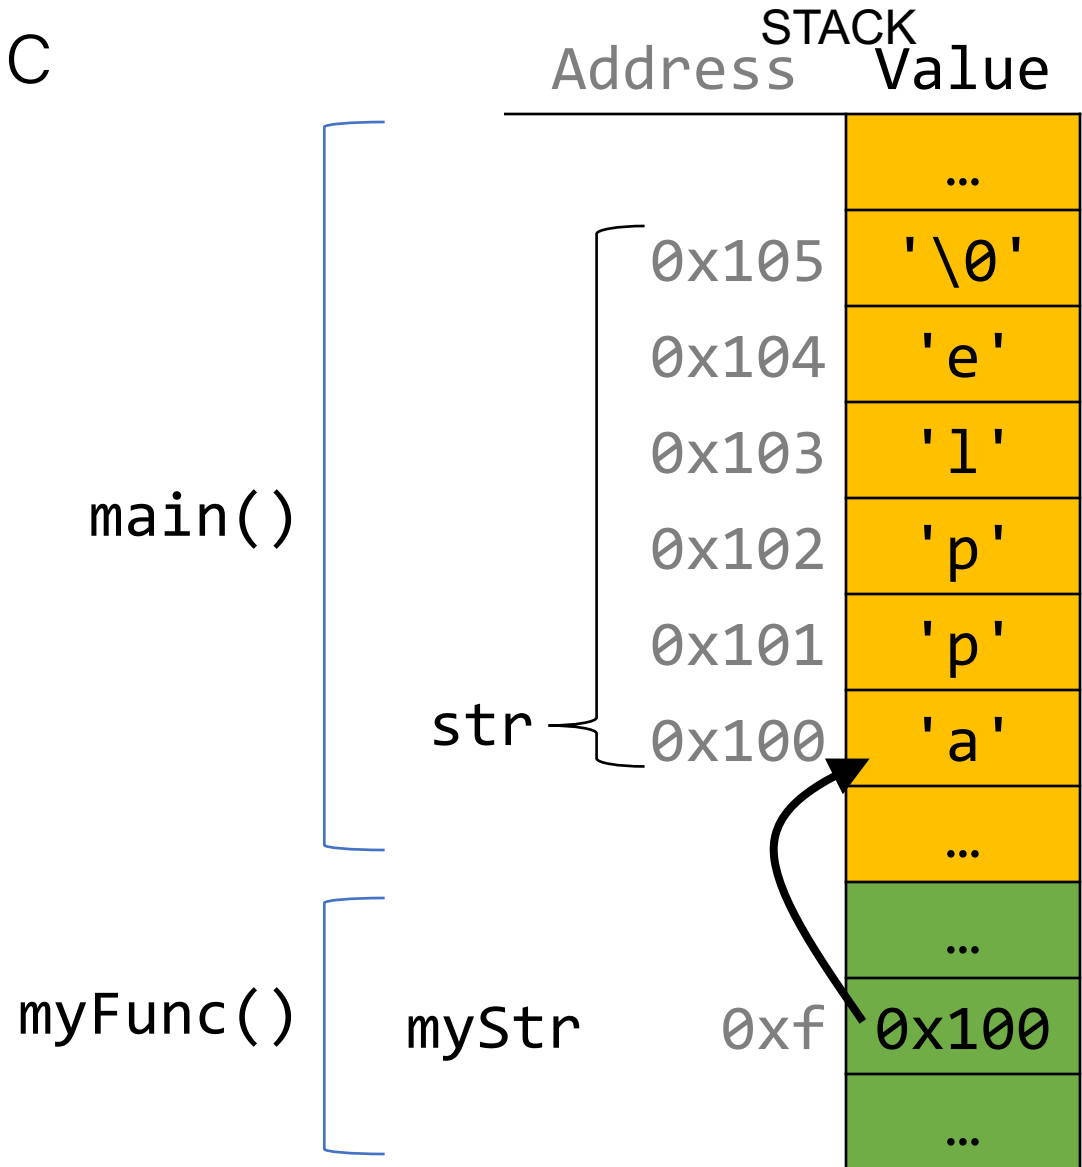 STACK
C
Address Value
…
0x105 '\0'
0x104 'e'
0x103 'l'
main()
0x102 'p'
0x101 'p'
str
0x100 'a'
…
…
myFunc()
myStr 0xf 0x100
…